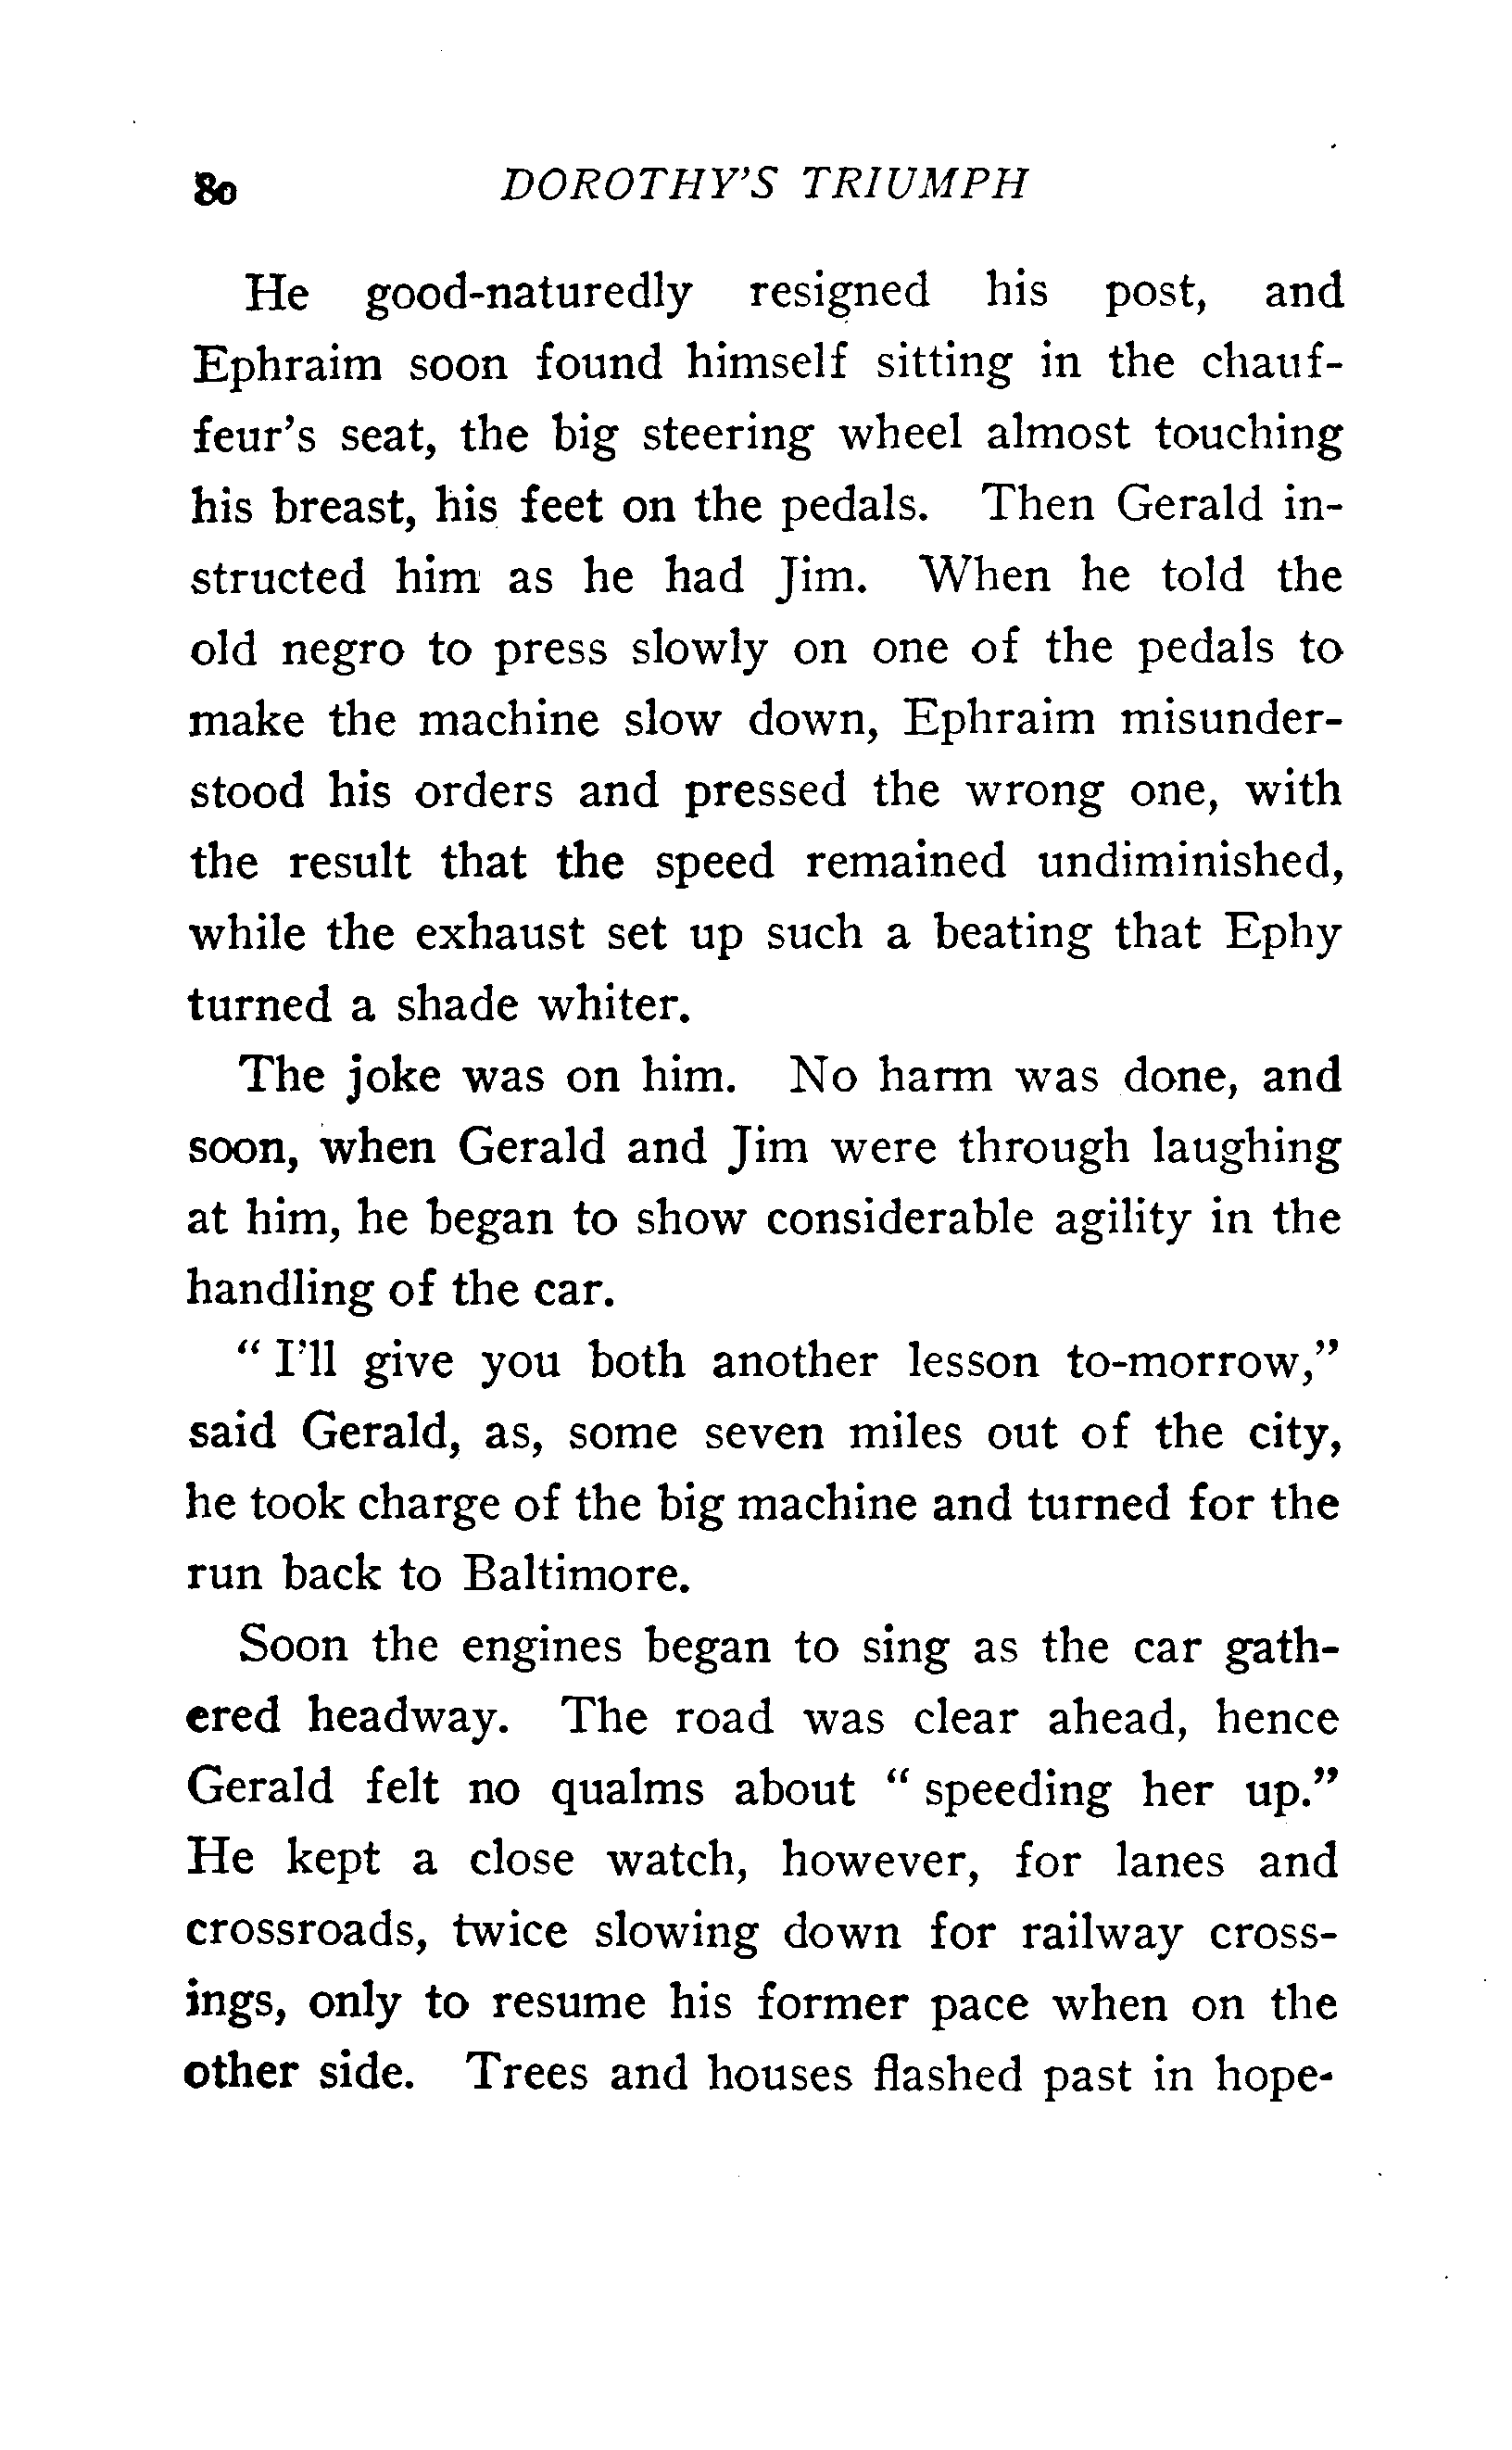 80 DOROTHY'S TRIUMPH
He good-naturedly resigned his post, and
Ephraim soon found himself sitting in the chauf-
feur's seat, the big steering wheel almost touching
his breast, his feet on the pedals. Then Gerald in-
structed him as he had Jim. When he told the
old negro to press slowly on one of the pedals to
make the machine slow down, Ephraim misunder-
stood his orders and pressed the wrong one, with
the result that the speed remained undiminished,
while the exhaust set up such a beating that Ephy
turned a shade whiter.
The joke was on him. No harm was done, and
soon, when Gerald and Jim were through laughing
at him, he began to show considerable agility in the
handling of the car.
" I'll give you both another lesson to-morrow,"
said Gerald, as, some seven miles out of the city,
he took charge of the big machine and turned for the
run back to Baltimore.
Soon the engines began to sing as the car gath-
ered headway. The road was clear ahead, hence
Gerald felt no qualms about " speeding her up."
He kept a close watch, however, for lanes and
crossroads, twice slowing down for railway cross-
ings, only to resume his former pace when on the
other side. Trees and houses flashed past in hope-